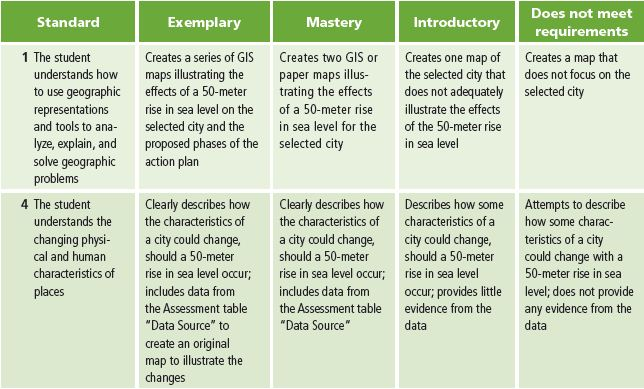 Standard
Exemplary
Mastery
Introductory
Does not meet
requirements
1 The student
understands how
to use geographic
representations
and tools to ana-
lyze, explain, and
solve geographic
problems
Creates a series of GIS
maps illustrating the
effects of a 50-meter
rise in sea level on the
selected city and the
proposed phases of the
action plan
Creates two GIS or
paper maps illus-
trating the effects
of a 50-meter rise
in sea level for the
selected city
Creates one map of
the selected city that
does not adequately
illustrate the effects
of the 50-meter rise
in sea level
Creates a map that
does not focus on the
selected city
4 The student
understands the
changing physi-
cal and human
characteristics of
places
Clearly describes how
the characteristics of
a city could change,
should a 50-meter
rise in sea level occur;
includes data from
the Assessment table
“Data Source” to
create an original
map to illustrate the
changes
Clearly describes how
the characteristics of
a city could change,
should a 50-meter
rise in sea level occur;
includes data from
the Assessment table
“Data Source”
Describes how some
characteristics of a
city could change,
should a 50-meter
rise in sea level
occur; provides little
evidence from the
data
Attempts to describe
how some charac-
teristics of a city
could change with a
50-meter rise in sea
level; does not provide
any evidence from the
data